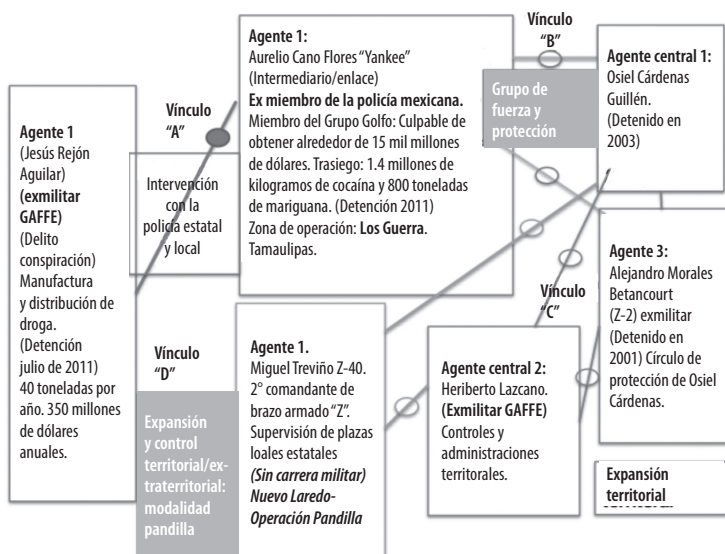 Agente 1:
Aurelio Cano Flores “Yankee”
(Intermediario/enlace)
Ex miembro de la policía mexicana.
Miembro del Grupo Golfo: Culpable de
obtener alrededor de 15 mil millones
de dólares. Trasiego: 1.4 millones de
kilogramos de cocaína y 800 toneladas
de mariguana. (Detención 2011)
Zona de operación: Los Guerra.
Tamaulipas.
Vínculo
“B”
Grupo de
fuerza y
protección
Agente central 1:
Osiel Cárdenas
Guillén.
(Detenido en
2003)
Vínculo
“A”
Agente 1
(Jesús Rejón
Aguilar)
(exmilitar
GAFFE)
(Delito
conspiración)
Manufactura
y distribución de
droga.
(Detención
julio de 2011)
40 toneladas por
año. 350 millones
de dólares
anuales.
Intervención
con la
policía estatal
y local
Agente 3:
Alejandro Morales
Betancourt
(Z-2) exmilitar
(Detenido en
2001) Círculo de
protección de Osiel
Cárdenas.
Vínculo
“C”
Vínculo
“D”
Expansión
y control
territorial/ex-
traterritorial:
modalidad
pandilla
Agente 1.
Miguel Treviño Z-40.
2° comandante de
brazo armado “Z”.
Supervisión de plazas
loales estatales
(Sin carrera militar)
Nuevo Laredo-
Operación Pandilla
Agente central 2:
Heriberto Lazcano.
(Exmilitar GAFFE)
Controles y
administraciones
territorales.
Expansión
territorial